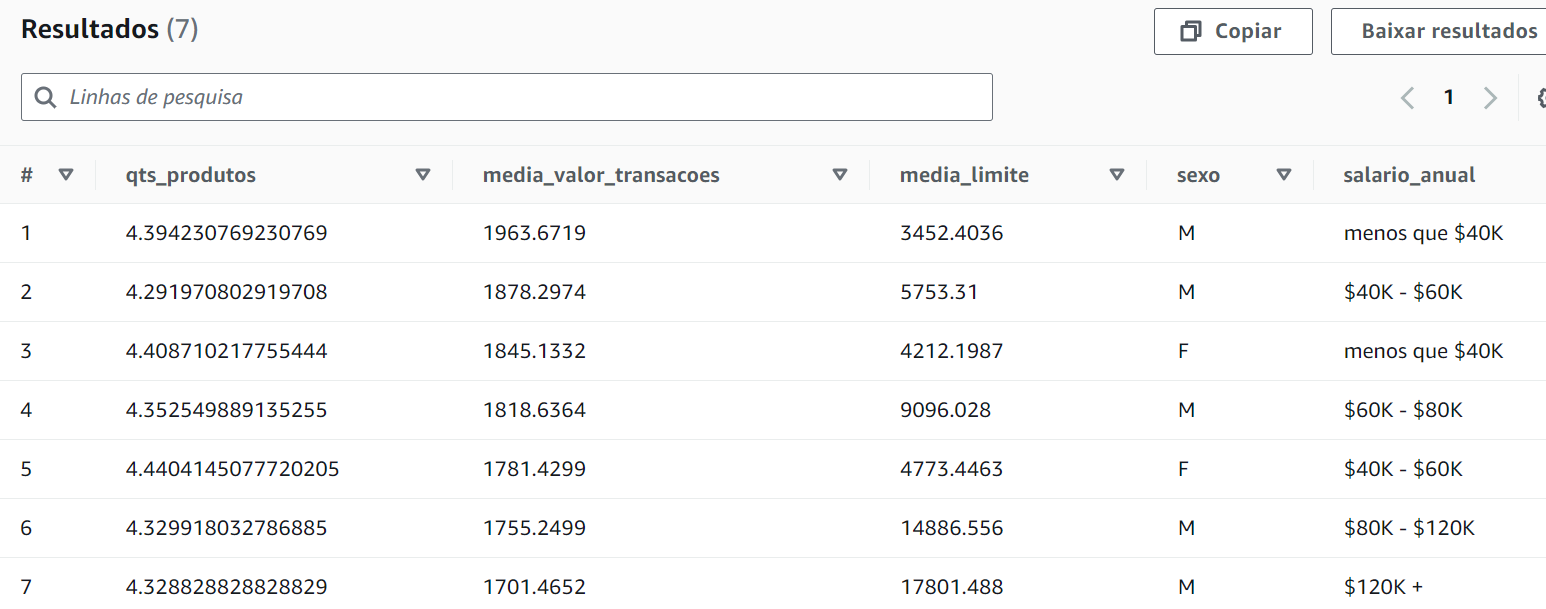 Resultados (7) Copiar Baixar resultados
Linhas de pesquisa 1
# qts_produtos media_valor_transacoes media_limite sexo salario_anual
1 4.394230769230769 1963.6719 3452.4036 M menos que $40K
2 4.291970802919708 1878.2974 5753.31 M $40K - $60K
3 4.408710217755444 1845.1332 4212.1987 F menos que $40K
4 4.352549889135255 1818.6364 9096.028 M $60K - $80K
5 4.4404145077720205 1781.4299 4773.4463 F $40K - $60K
6 4.329918032786885 1755.2499 14886.556 M $80K - $120K
7 4.328828828828829 1701.4652 17801.488 M $120K +